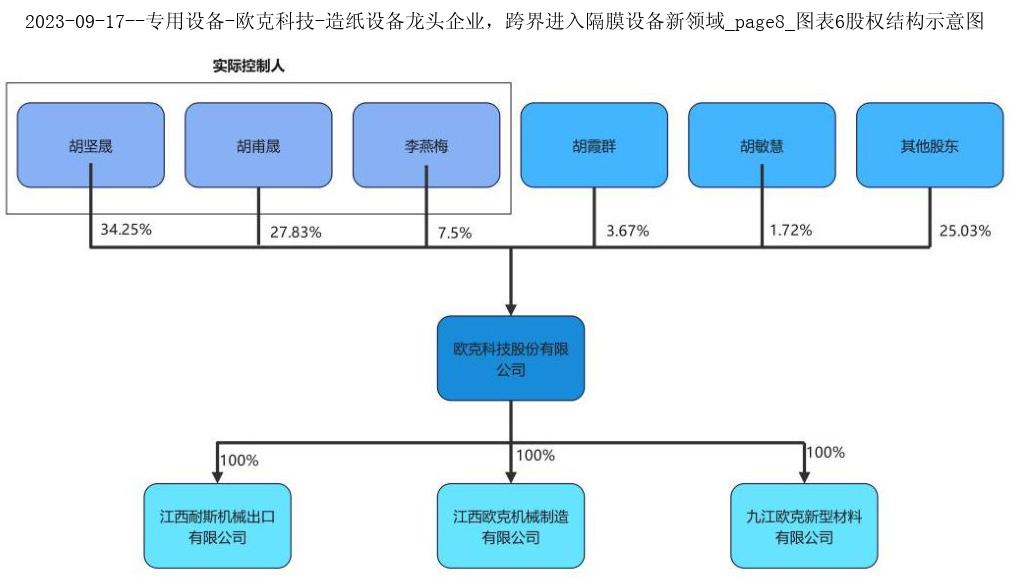 2023-09-17--专用设备-欧克科技-造纸设备龙头企业，跨界进入隔膜设备新领域_page8_图表6股权结构示意图
实际控制人
胡坚晟
胡甫晟
李燕梅
胡霞群
胡敏慧
其他股东
34.25%
27.83%
7.5%
3.67%
1.72%
25.03%
欧克科技股份有限
公司
100%
100%
100%
江西耐斯机械出口
有限公司
江西欧克机械制造
有限公司
九江欧克新型材料
有限公司